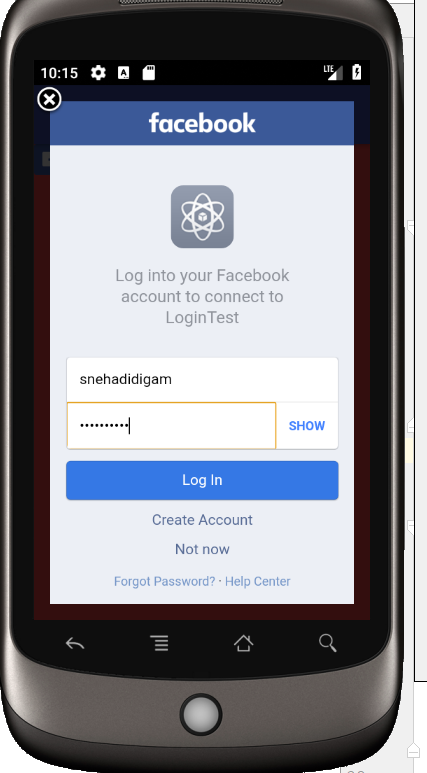 10:15 A LTE
facebook
Log into your Facebook
account to connect to
LoginTest
snehadidigam
••••••••••
SHOW
Log In
Create Account
Not now
Forgot Password? · Help Center